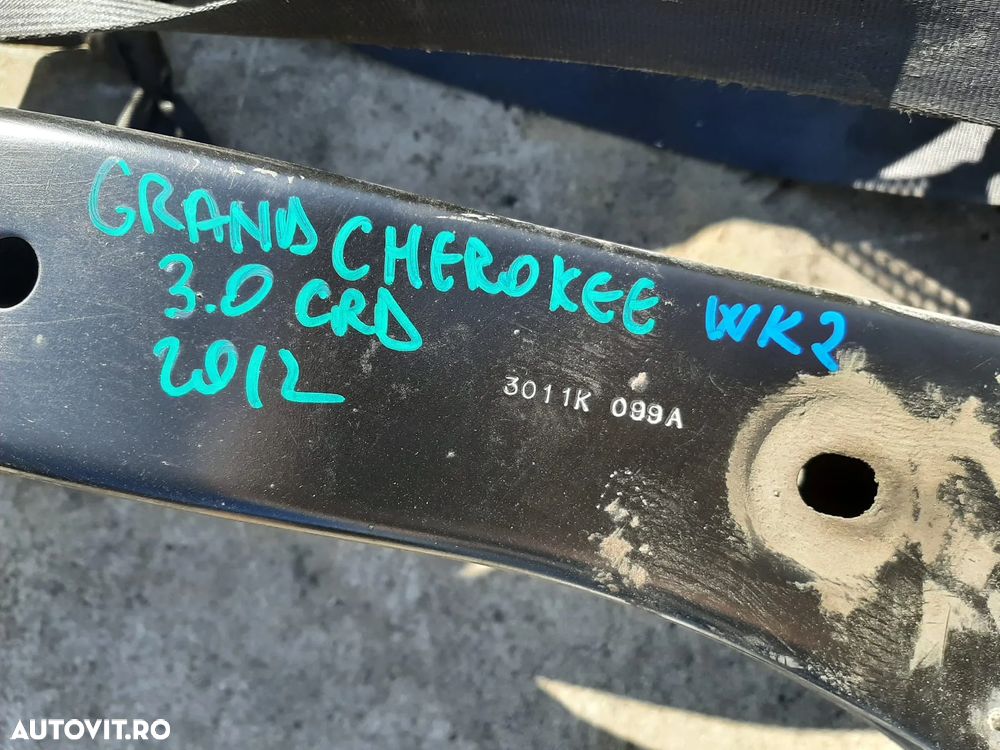 GRAND CHEROKEE WK2
3.0 CRD
2012
3011K 099A
AUTOVIT.RO